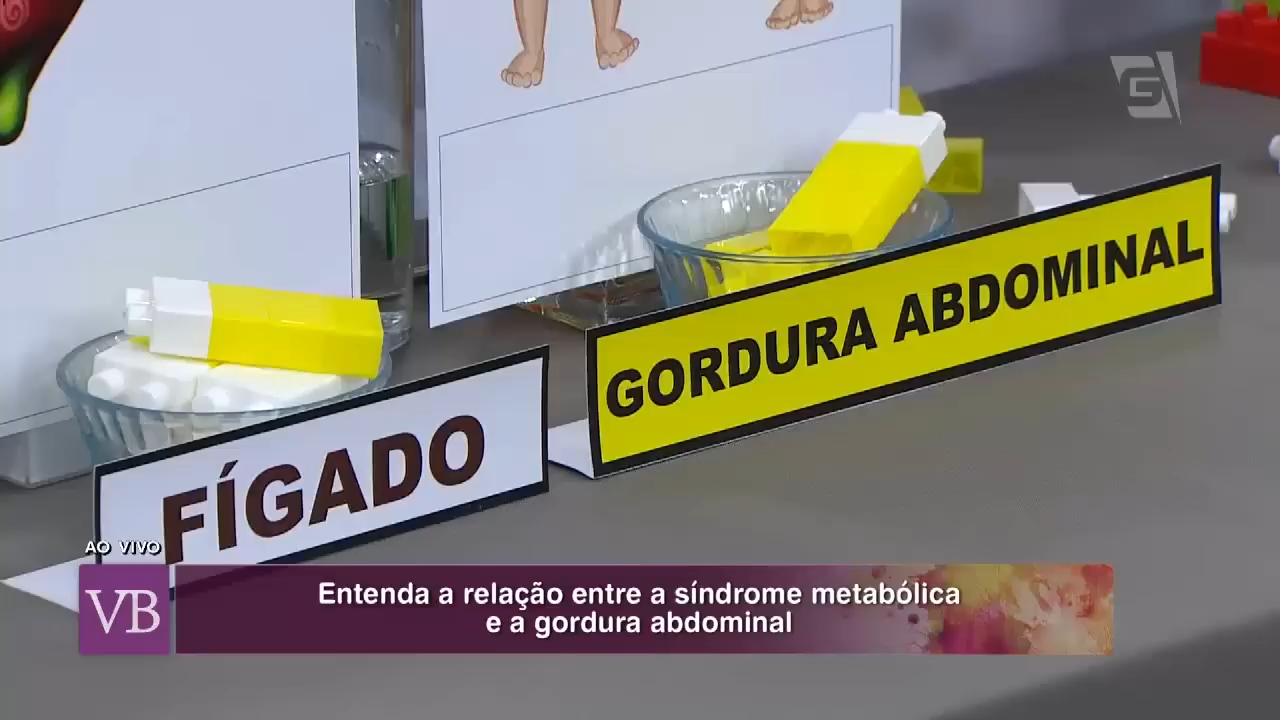 GORDURA ABDOMINAL
FÍGADO
AO VIVO
VB
Entenda a relação entre a síndrome metabólica
e a gordura abdominal